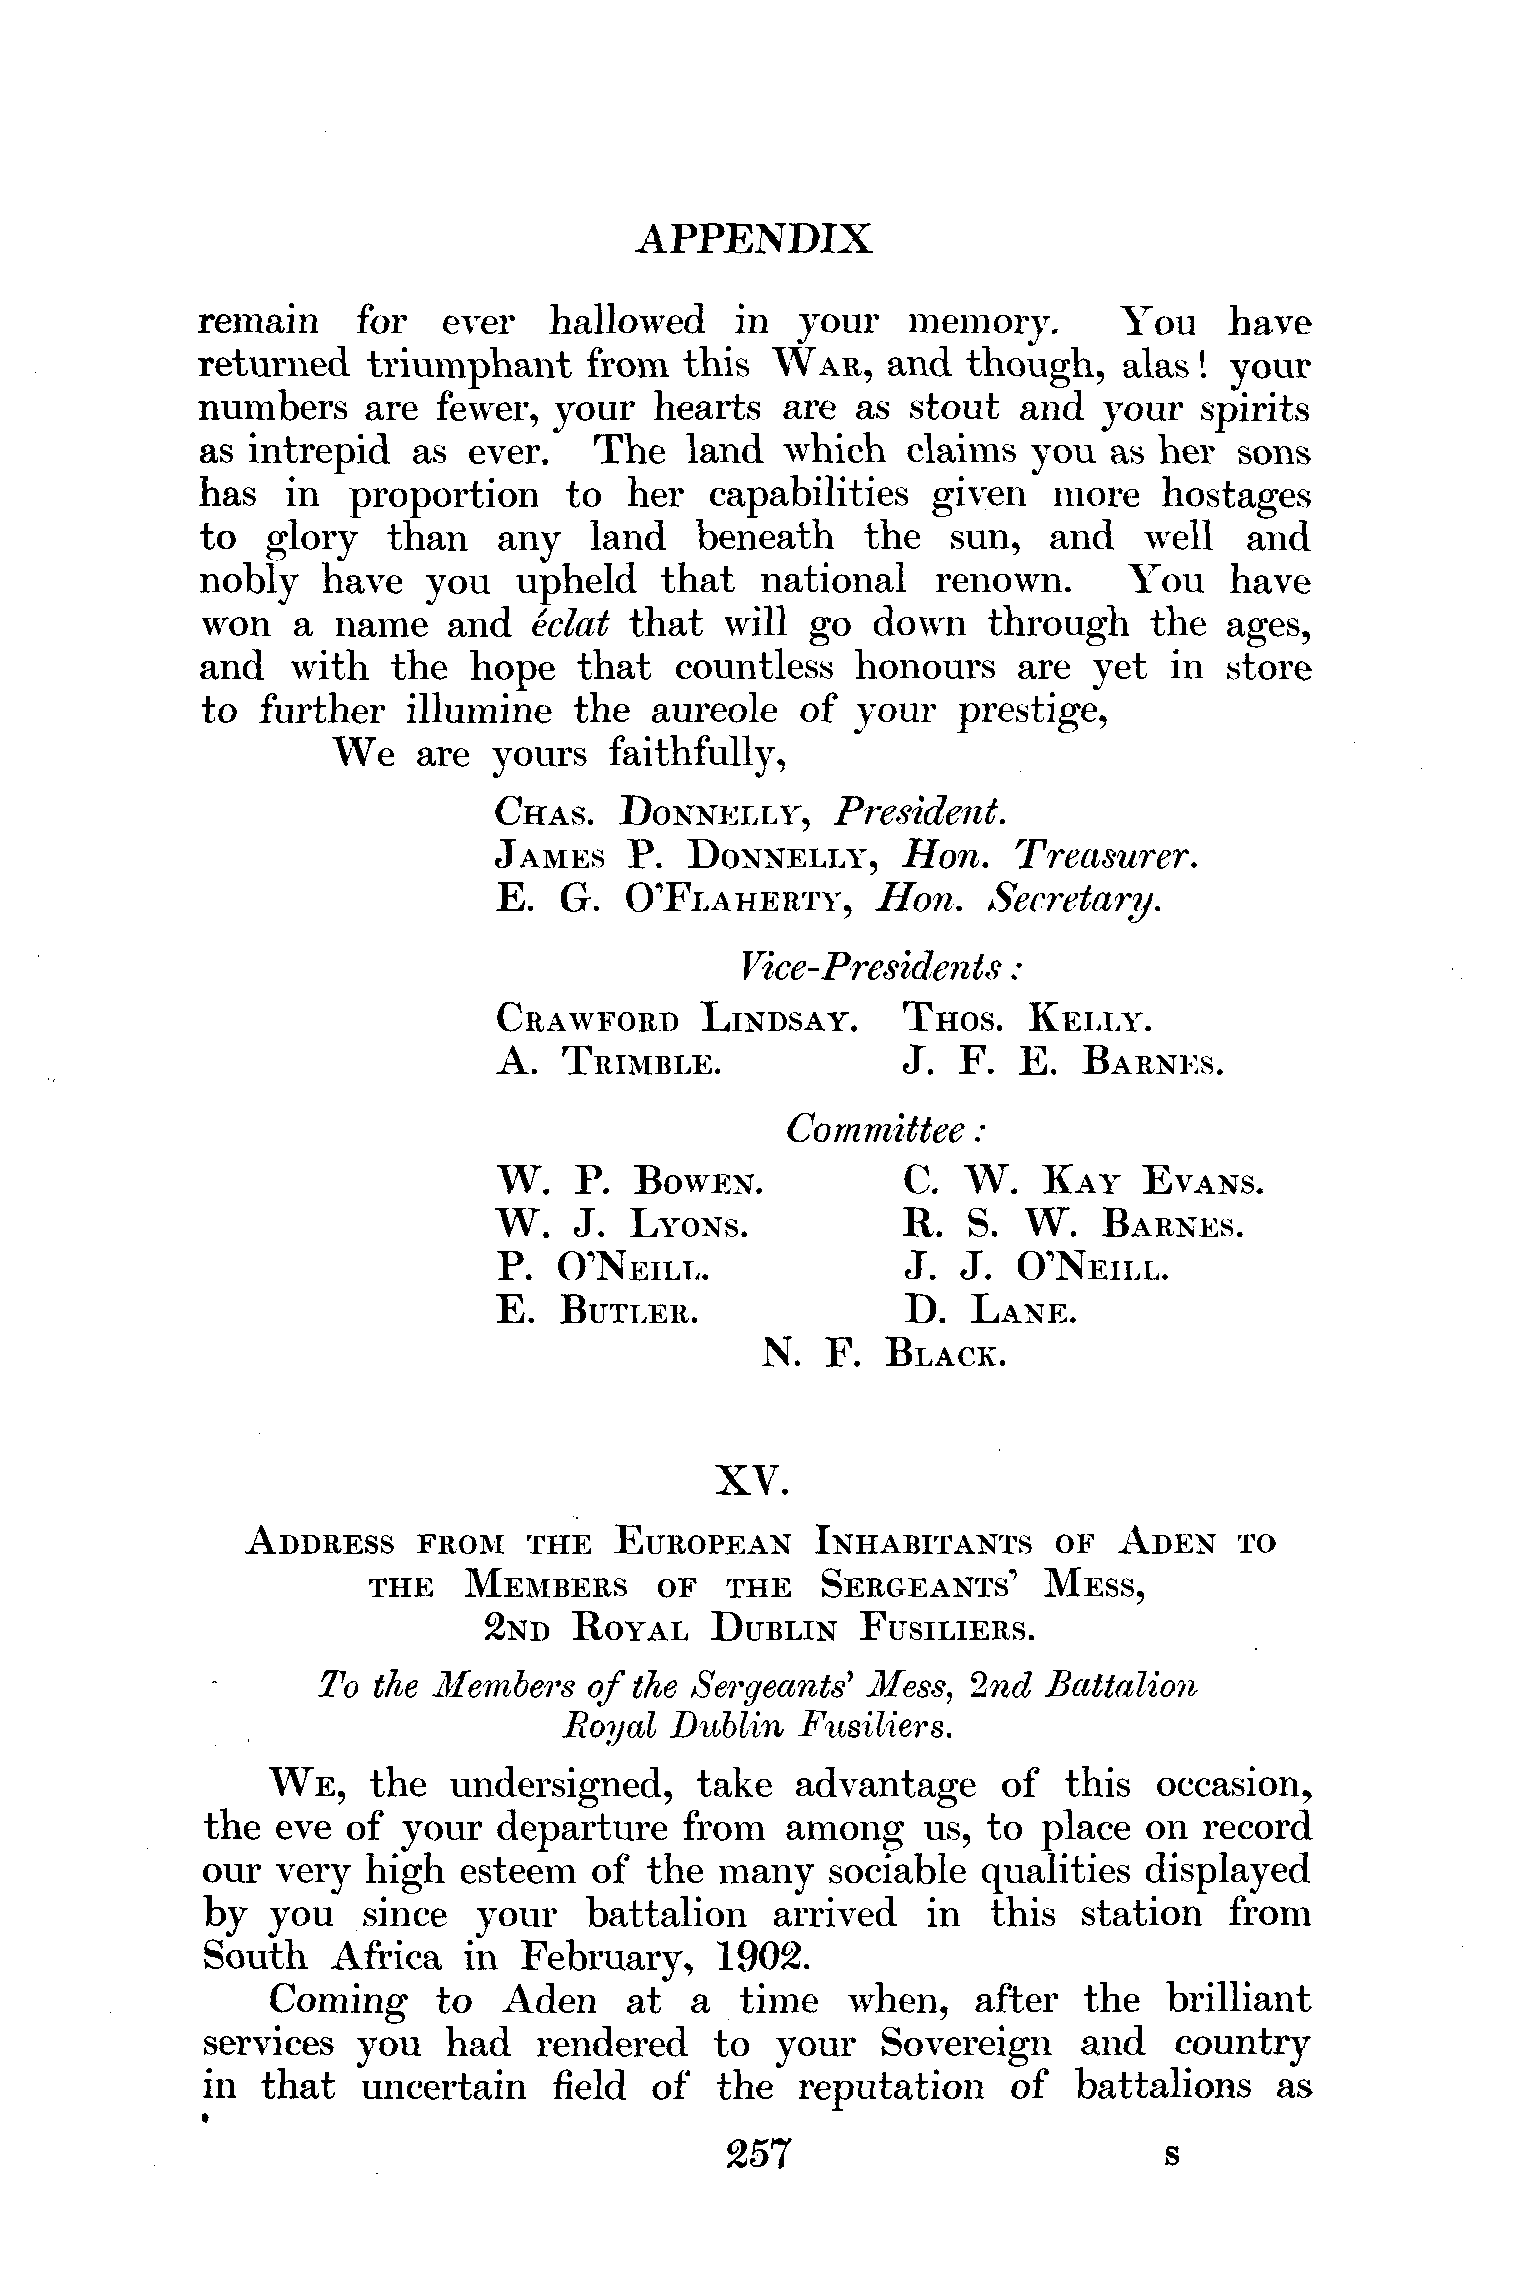 APPENDIX
remain for ever hallowed in your memory. You have
returned triumphant from this WAR, and though, alas! your
numbers are fewer, your hearts are as stout and your spirits
as intrepid as ever. The land which claims you as her sons
has in proportion to her capabilities given more hostages
to glory than any land beneath the sun, and well and
nobly have you upheld that national renown. You have
won a name and éclat that will go down through the ages,
and with the hope that countless honours are yet in store
to further illumine the aureole of your prestige,
We are yours faithfully,
CHAS. DONNELLY, President.
JAMES P. DONNELLY, Hon. Treasurer.
E. G. O'FLAHERTY, Hon. Secretary.
Vice-Presidents:
CRAWFORD LINDSAY. THOS. KELLY.
A. TRIMBLE. J. F. E. BARNES.
Committee:
W. P. BOWEN. C. W. KAY EVANS.
W. J. LYONS. R. S. W. BARNES.
P. O'NEILL. J. J. O'NEILL.
E. BUTLER. D. LANE.
N. F. BLACK.
XV.
ADDRESS FROM THE EUROPEAN INHABITANTS OF ADEN TO
THE MEMBERS OF THE SERGEANTS' MESS,
2ND ROYAL DUBLIN FUSILIERS.
To the Members of the Sergeants' Mess, 2nd Battalion
Royal Dublin Fusiliers.
WE, the undersigned, take advantage of this occasion,
the eve of your departure from among us, to place on record
our very high esteem of the many sociable qualities displayed
by you since your battalion arrived in this station from
South Africa in February, 1902.
Coming to Aden at a time when, after the brilliant
services you had rendered to your Sovereign and country
in that uncertain field of the reputation of battalions as
257 S